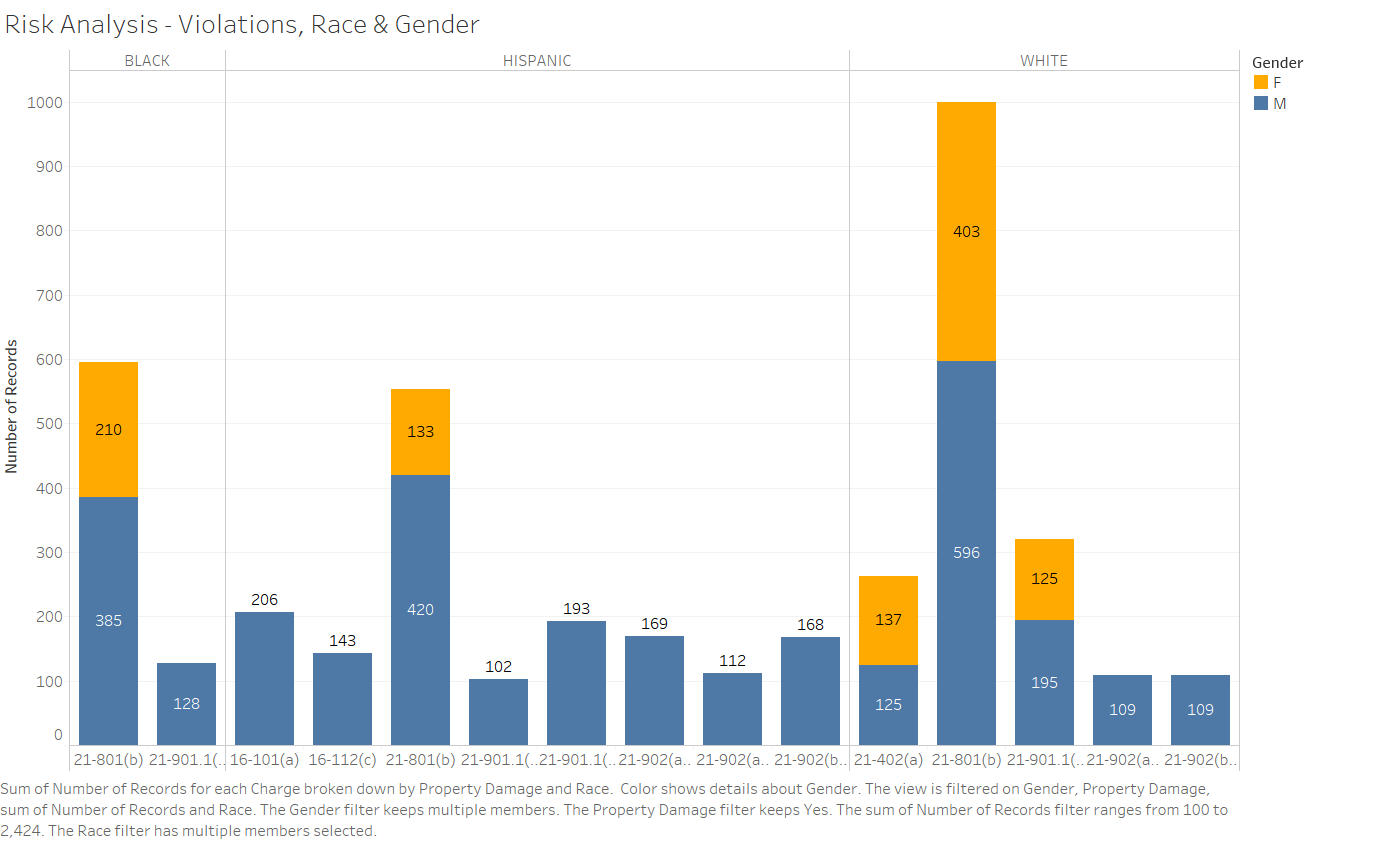 Risk Analysis - Violations, Race & Gender
BLACK
HISPANIC
WHITE
Gender
F
M
Number of Records
1000
900
800
700
600
500
400
300
200
100
0
210
385
128
206
143
133
420
102
193
169
112
168
137
125
403
596
125
195
109
109
21-801(b) 21-901.1(.. 16-101(a) 16-112(c) 21-801(b) 21-901.1(.. 21-901.1(.. 21-902(a.. 21-902(a.. 21-902(b.. 21-402(a) 21-801(b) 21-901.1(.. 21-902(a.. 21-902(b..
Sum of Number of Records for each Charge broken down by Property Damage and Race.  Color shows details about Gender. The view is filtered on Gender, Property Damage,
sum of Number of Records and Race. The Gender filter keeps multiple members. The Property Damage filter keeps Yes. The sum of Number of Records filter ranges from 100 to
2,424. The Race filter has multiple members selected.